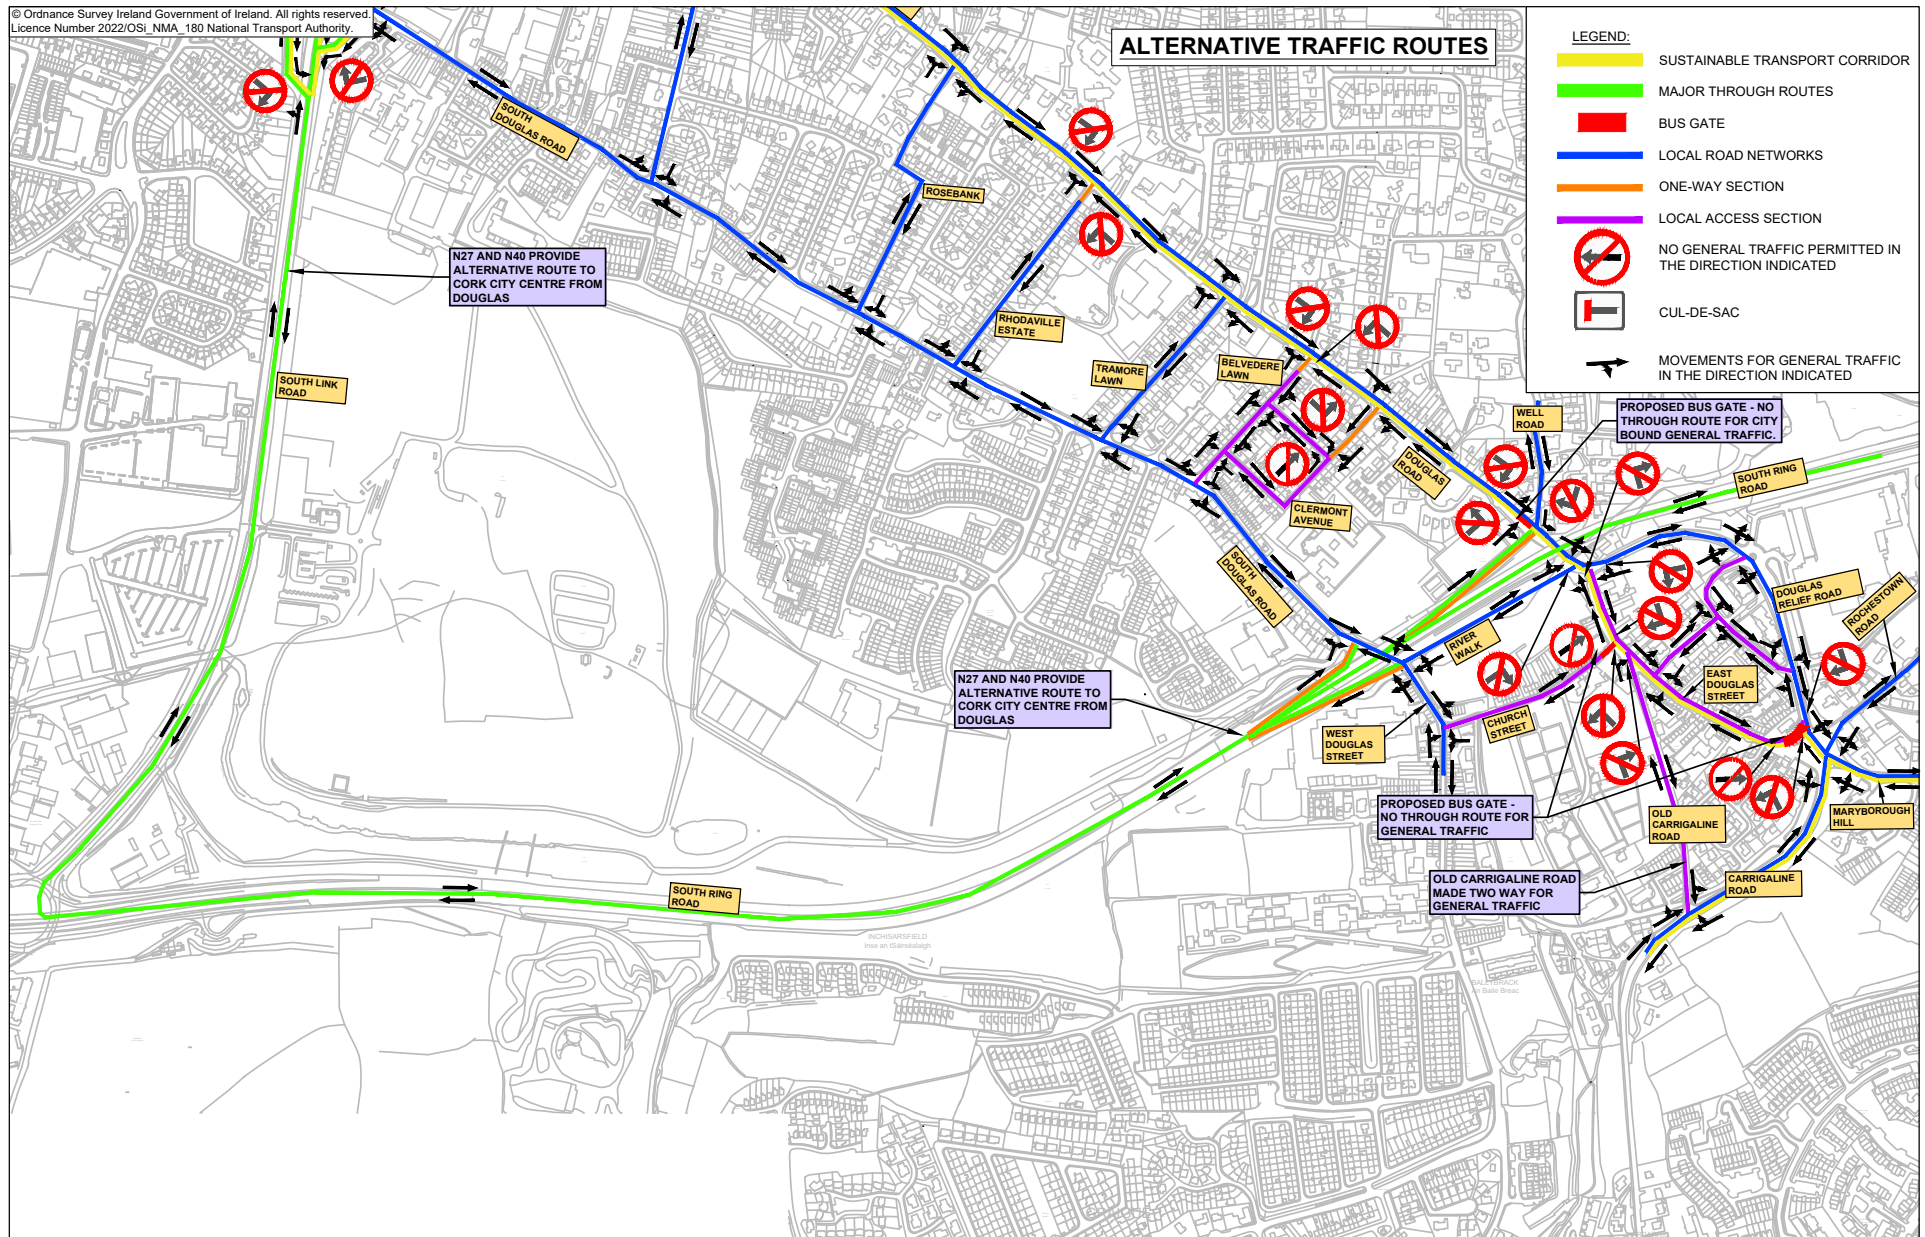 © Ordnance Survey Ireland Government of Ireland. All rights reserved.
Licence Number 2022/OSi_NMA_180 National Transport Authority.
ALTERNATIVE TRAFFIC ROUTES
LEGEND:
SUSTAINABLE TRANSPORT CORRIDOR
MAJOR THROUGH ROUTES
BUS GATE
LOCAL ROAD NETWORKS
ONE-WAY SECTION
LOCAL ACCESS SECTION
NO GENERAL TRAFFIC PERMITTED IN
THE DIRECTION INDICATED
CUL-DE-SAC
MOVEMENTS FOR GENERAL TRAFFIC
IN THE DIRECTION INDICATED
SOUTH
DOUGLAS ROAD
ROSEBANK
N27 AND N40 PROVIDE
ALTERNATIVE ROUTE TO
CORK CITY CENTRE FROM
DOUGLAS
RHODAVILLE
ESTATE
TRAMORE
LAWN
BELVEDERE
LAWN
SOUTH LINK
ROAD
WELL
ROAD
PROPOSED BUS GATE - NO
THROUGH ROUTE FOR CITY
BOUND GENERAL TRAFFIC.
DOUGLAS
ROAD
SOUTH RING
ROAD
CLERMONT
AVENUE
SOUTH
DOUGLAS ROAD
DOUGLAS
RELIEF ROAD
ROCHESTOWN
ROAD
RIVER
WALK
N27 AND N40 PROVIDE
ALTERNATIVE ROUTE TO
CORK CITY CENTRE FROM
DOUGLAS
EAST
DOUGLAS
STREET
CHURCH
STREET
WEST
DOUGLAS
STREET
PROPOSED BUS GATE -
NO THROUGH ROUTE FOR
GENERAL TRAFFIC
OLD
CARRIGALINE
ROAD
MARYBOROUGH
HILL
OLD CARRIGALINE ROAD
MADE TWO WAY FOR
GENERAL TRAFFIC
CARRIGALINE
ROAD
SOUTH RING
ROAD
INCHISARSFIELD
Inse an tSáirséalaigh
BALLYBRACK
An Baile Breac